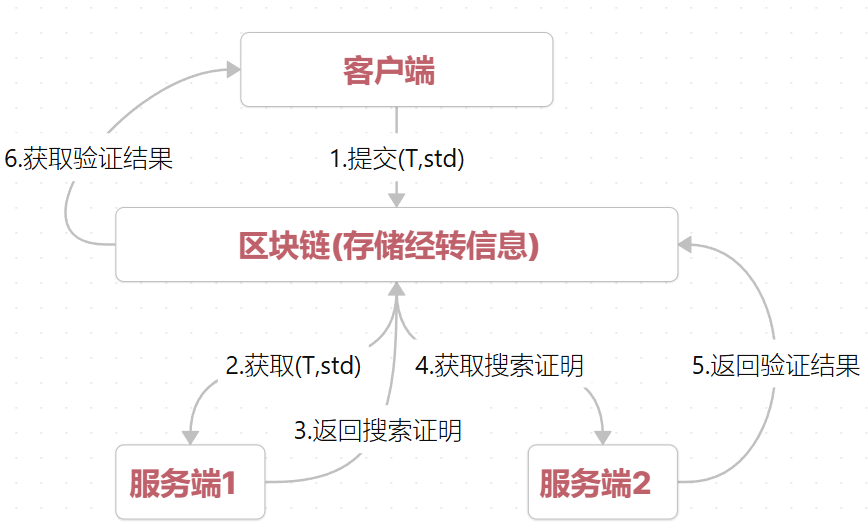 客户端
6.获取验证结果
1.提交(T,std)
区块链(存储经转信息)
2.获取(T,std)
4.获取搜索证明
5.返回验证结果
3.返回搜索证明
服务端1
服务端2